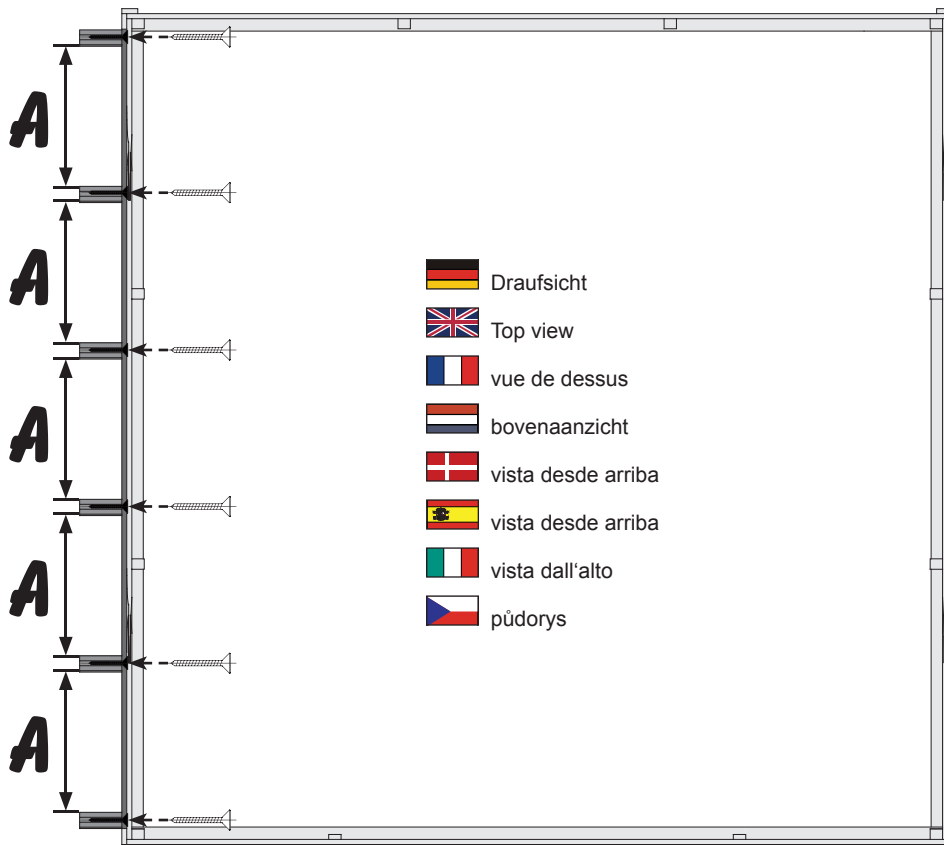 A
A
A
A
A
Draufsicht
Top view
vue de dessus
bovenaanzicht
vista desde arriba
vista desde arriba
vista dall'alto
půdorys